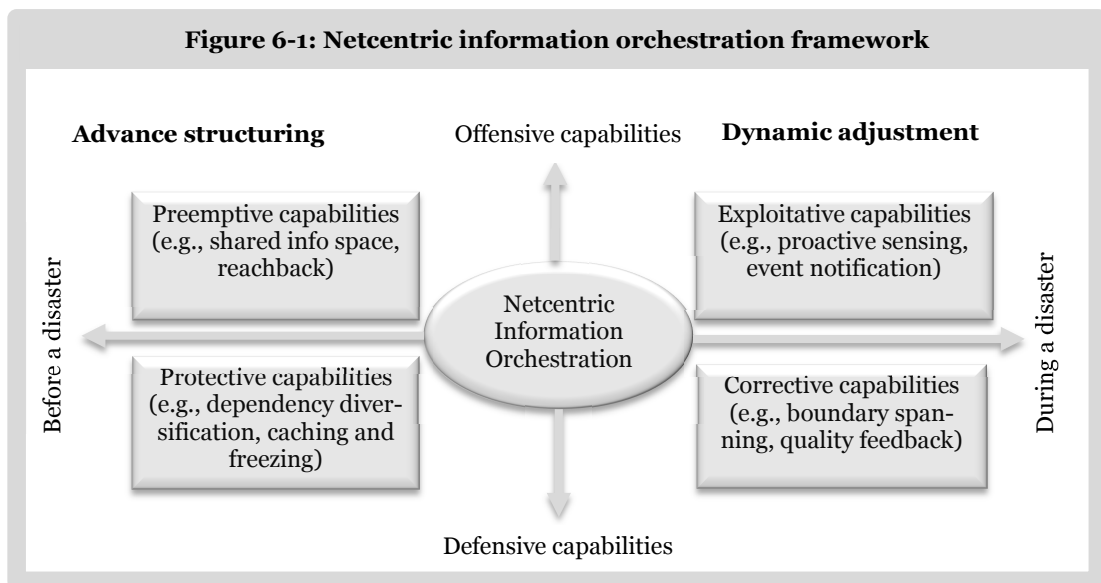 Figure 6-1: Netcentric information orchestration framework
Advance structuring
Offensive capabilities
Dynamic adjustment
Before a disaster
Preemptive capabilities
(e.g., shared info space,
reachback)
Protective capabilities
(e.g., dependency diver-
sification, caching and
freezing)
Netcentric
Information
Orchestration
Exploitative capabilities
(e.g., proactive sensing,
event notification)
Corrective capabilities
(e.g., boundary span-
ning, quality feedback)
During a disaster
Defensive capabilities